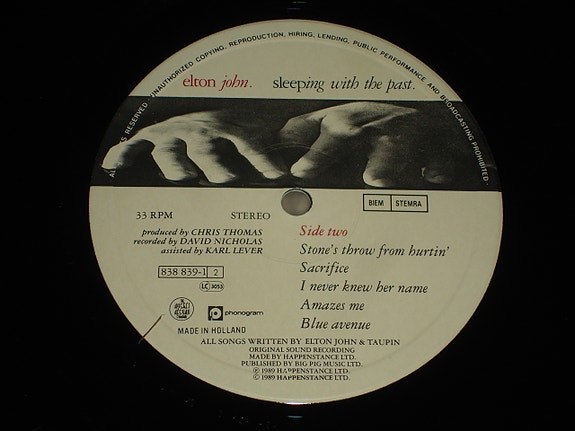 ALL RIGHTS RESERVED. UNAUTHORIZED COPYING, REPRODUCTION, HIRING, LENDING, PUBLIC PERFORMANCE AND BROADCASTING PROHIBITED.
elton john. sleeping with the past.
BIEM STEMRA
33 RPM STEREO
produced by CHRIS THOMAS
recorded by DAVID NICHOLAS
assisted by KARL LEVER
838 839-1 2
LC 3053
phonogram
MADE IN HOLLAND
Side two
Stone's throw from hurtin'
Sacrifice
I never knew her name
Amazes me
Blue avenue
ALL SONGS WRITTEN BY ELTON JOHN & TAUPIN
ORIGINAL SOUND RECORDING
MADE BY HAPPENSTANCE LTD.
PUBLISHED BY BIG PIG MUSIC LTD.
℗ 1989 HAPPENSTANCE LTD.
© 1989 HAPPENSTANCE LTD.